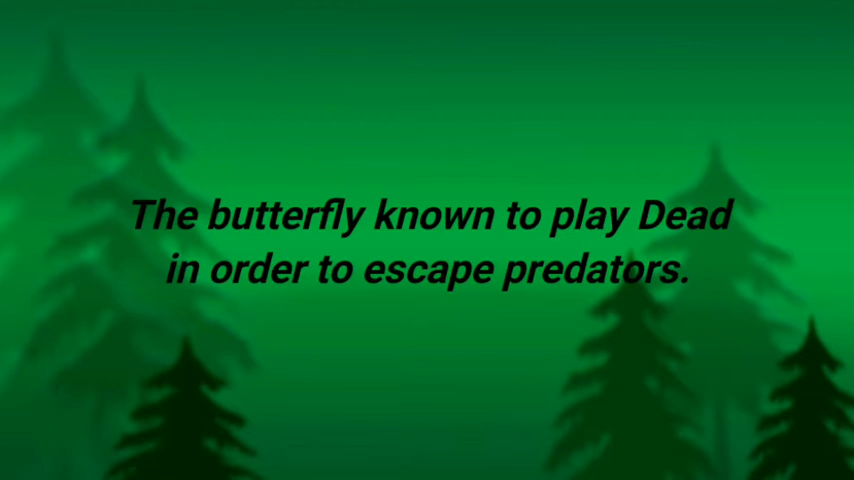 The butterfly known to play Dead
in order to escape predators.